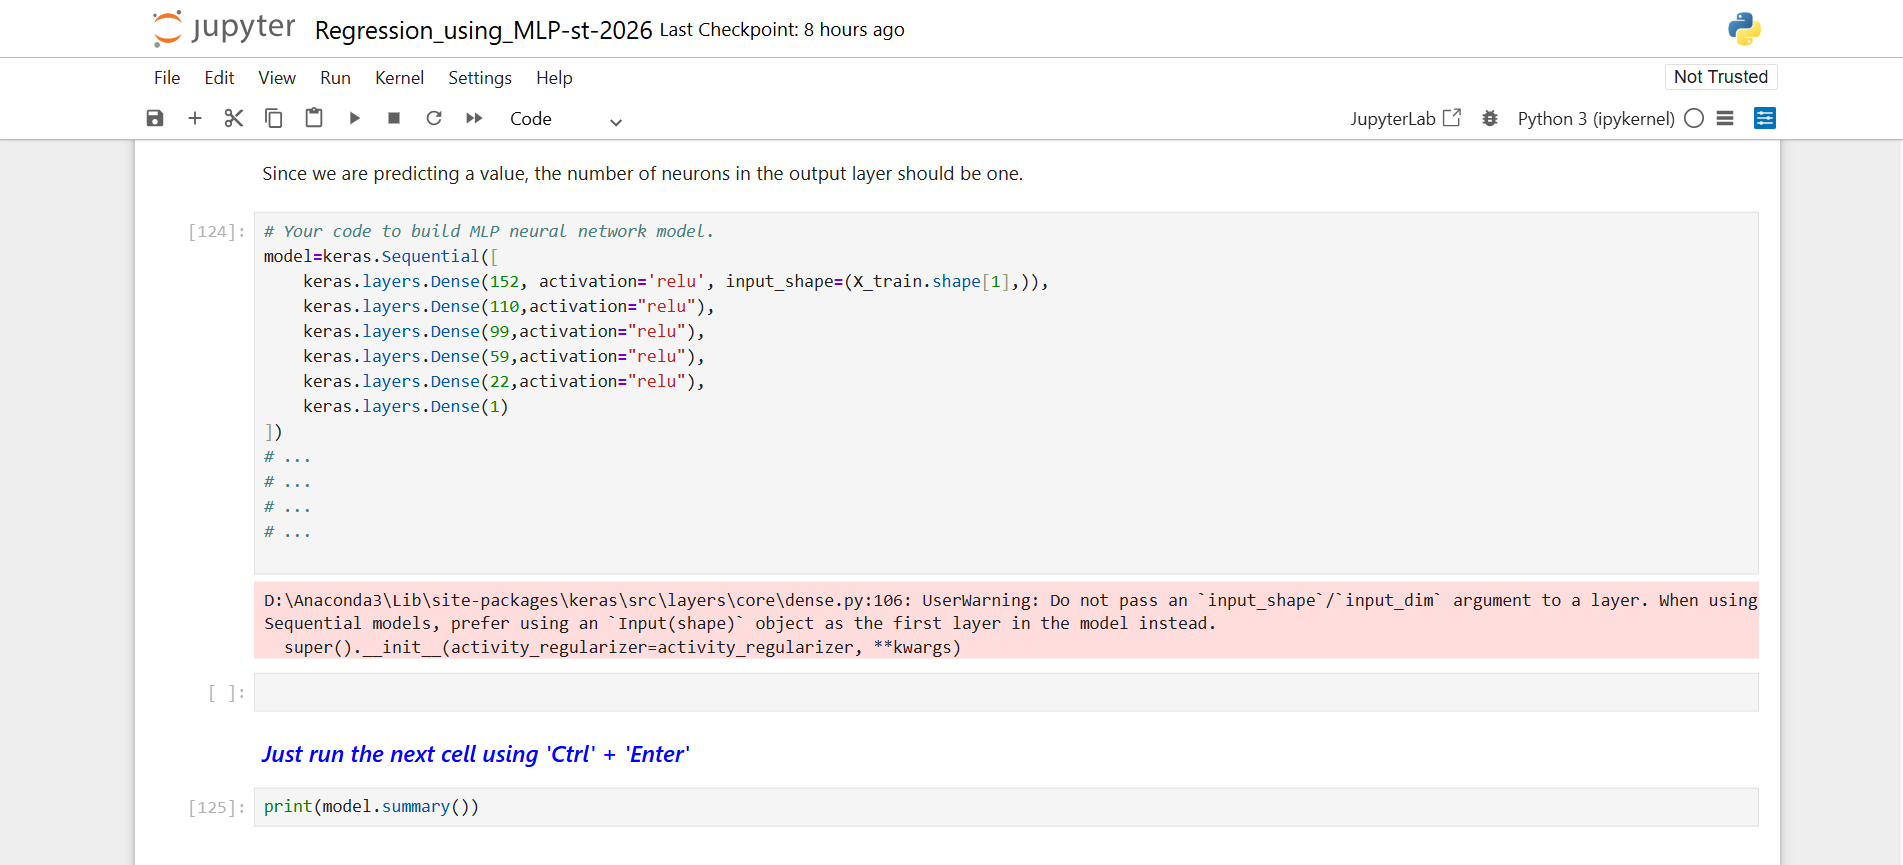 jupyter Regression_using_MLP-st-2026 Last Checkpoint: 8 hours ago
File Edit View Run Kernel Settings Help
Not Trusted
Code
JupyterLab Python 3 (ipykernel)
Since we are predicting a value, the number of neurons in the output layer should be one.
[124]:
# Your code to build MLP neural network model.
model=keras.Sequential([
    keras.layers.Dense(152, activation='relu', input_shape=(X_train.shape[1],)),
    keras.layers.Dense(110,activation="relu"),
    keras.layers.Dense(99,activation="relu"),
    keras.layers.Dense(59,activation="relu"),
    keras.layers.Dense(22,activation="relu"),
    keras.layers.Dense(1)
])
# ...
# ...
# ...
# ...
D:\Anaconda3\Lib\site-packages\keras\src\layers\core\dense.py:106: UserWarning: Do not pass an `input_shape`/`input_dim` argument to a layer. When using
Sequential models, prefer using an `Input(shape)` object as the first layer in the model instead.
  super().__init__(activity_regularizer=activity_regularizer, **kwargs)
[ ]:
Just run the next cell using 'Ctrl' + 'Enter'
[125]:
print(model.summary())